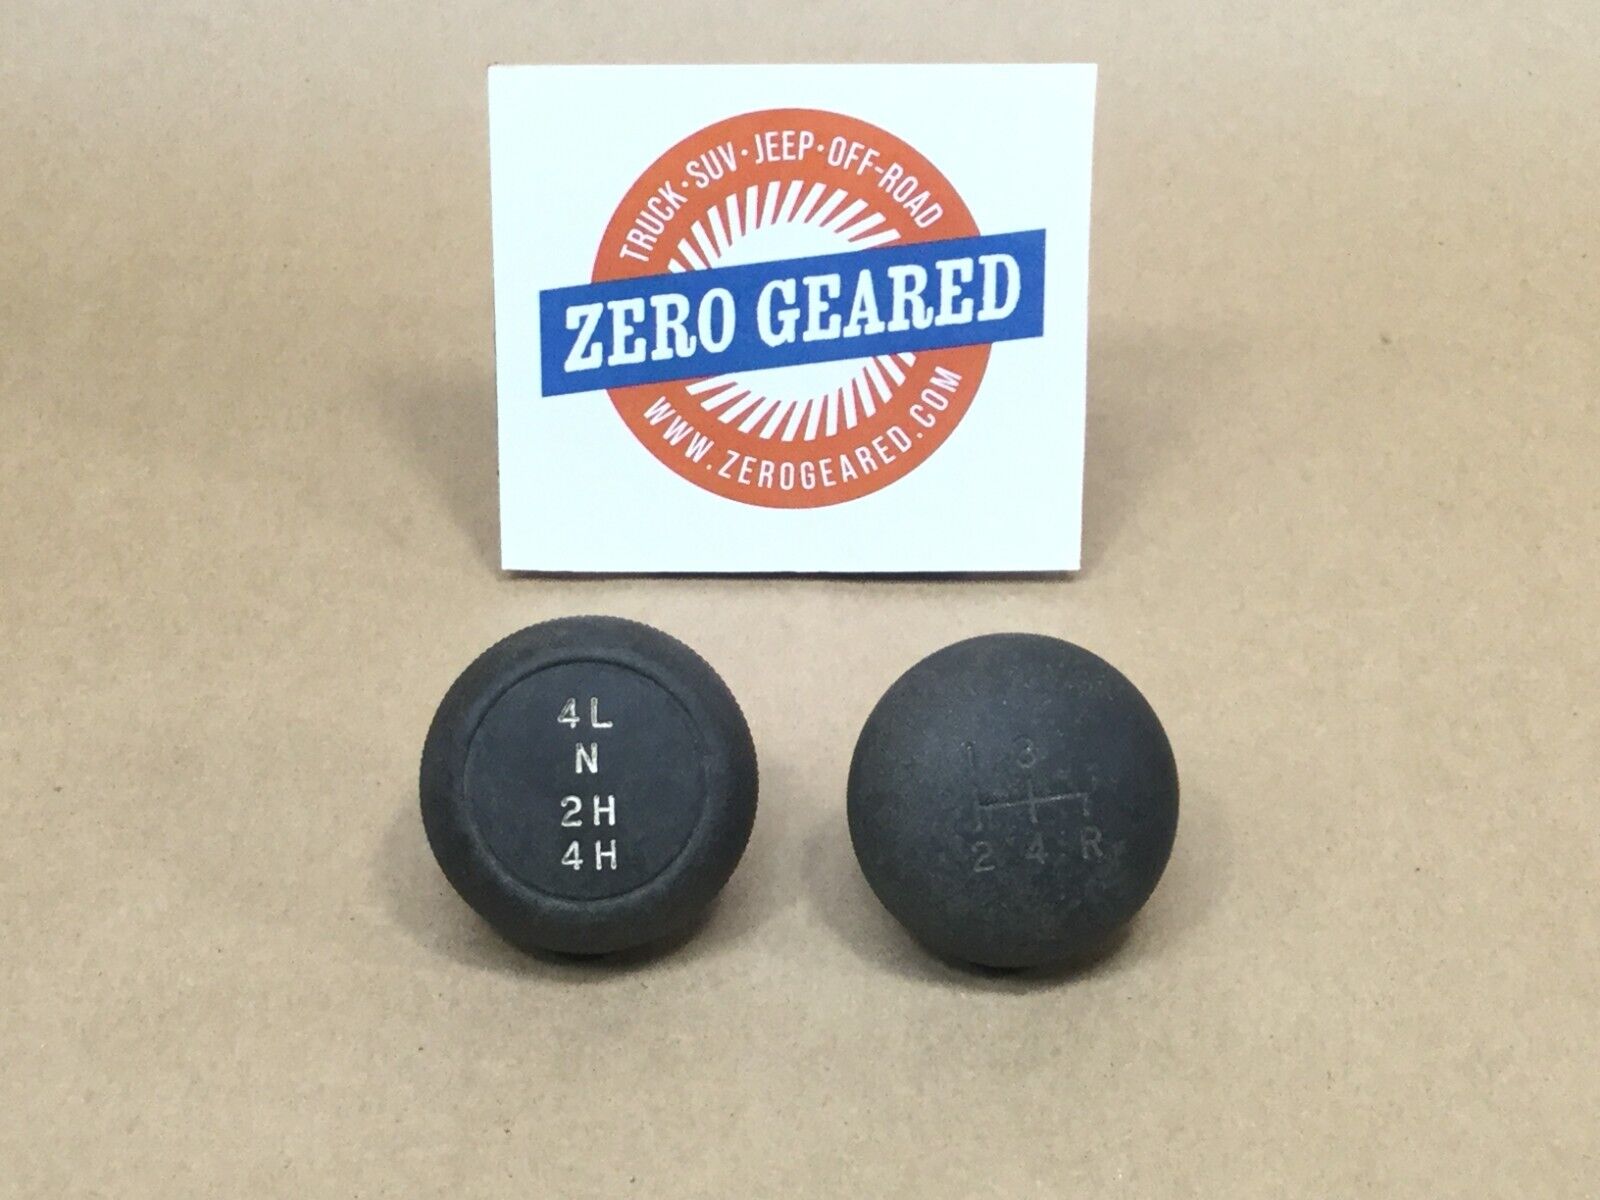 TRUCK·SUV·JEEP·OFF-ROAD
ZERO GEARED
WWW.ZEROGEARED.COM
4L
N
2H
4H
1 3
2 4 R